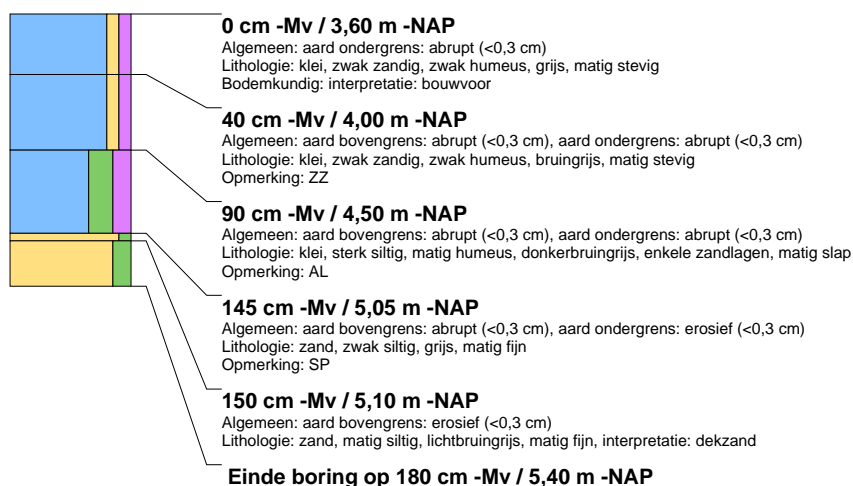 0 cm -Mv / 3,60 m -NAP
Algemeen: aard ondergrens: abrupt (<0,3 cm)
Lithologie: klei, zwak zandig, zwak humeus, grijs, matig stevig
Bodemkundig: interpretatie: bouwvoor
40 cm -Mv / 4,00 m -NAP
Algemeen: aard bovengrens: abrupt (<0,3 cm), aard ondergrens: abrupt (<0,3 cm)
Lithologie: klei, zwak zandig, zwak humeus, bruingrijs, matig stevig
Opmerking: ZZ
90 cm -Mv / 4,50 m -NAP
Algemeen: aard bovengrens: abrupt (<0,3 cm), aard ondergrens: abrupt (<0,3 cm)
Lithologie: klei, sterk siltig, matig humeus, donkerbruingrijs, enkele zandlagen, matig slap
Opmerking: AL
145 cm -Mv / 5,05 m -NAP
Algemeen: aard bovengrens: abrupt (<0,3 cm), aard ondergrens: erosief (<0,3 cm)
Lithologie: zand, zwak siltig, grijs, matig fijn
Opmerking: SP
150 cm -Mv / 5,10 m -NAP
Algemeen: aard bovengrens: erosief (<0,3 cm)
Lithologie: zand, matig siltig, lichtbruingrijs, matig fijn, interpretatie: dekzand
Einde boring op 180 cm -Mv / 5,40 m -NAP